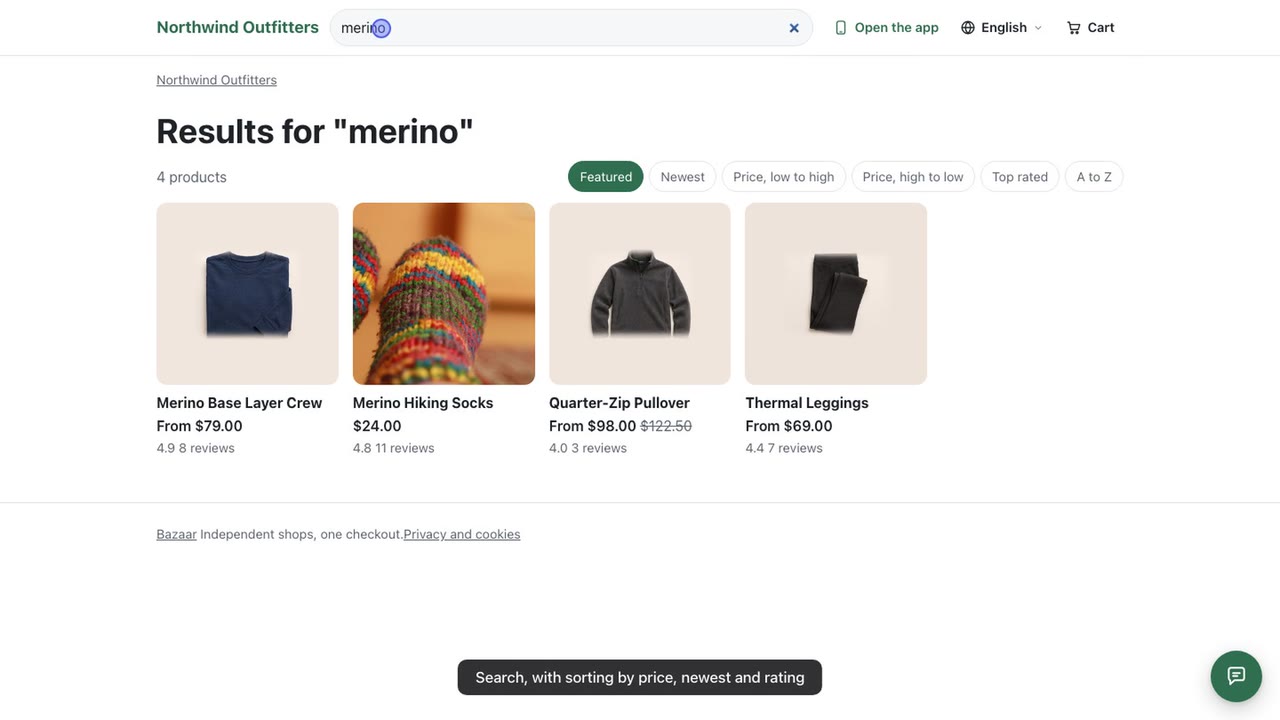 Northwind Outfitters
merino
Open the app
English
Cart
Northwind Outfitters
Results for "merino"
4 products
Featured
Newest
Price, low to high
Price, high to low
Top rated
A to Z
Merino Base Layer Crew
From $79.00
4.9 8 reviews
Merino Hiking Socks
$24.00
4.8 11 reviews
Quarter-Zip Pullover
From $98.00 $122.50
4.0 3 reviews
Thermal Leggings
From $69.00
4.4 7 reviews
Bazaar Independent shops, one checkout.Privacy and cookies
Search, with sorting by price, newest and rating